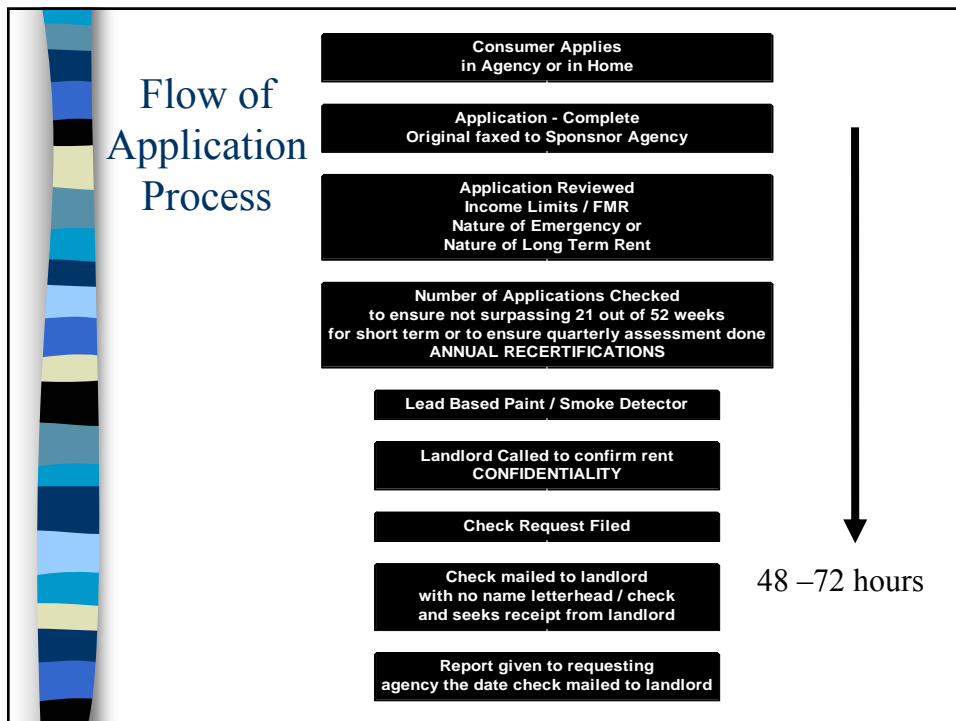 Flow of
Application
Process
Consumer Applies
in Agency or in Home
Application - Complete
Original faxed to Sponsnor Agency
Application Reviewed
Income Limits / FMR
Nature of Emergency or
Nature of Long Term Rent
Number of Applications Checked
to ensure not surpassing 21 out of 52 weeks
for short term or to ensure quarterly assessment done
ANNUAL RECERTIFICATIONS
Lead Based Paint / Smoke Detector
Landlord Called to confirm rent
CONFIDENTIALITY
Check Request Filed
Check mailed to landlord
with no name letterhead / check
and seeks receipt from landlord
Report given to requesting
agency the date check mailed to landlord
48 –72 hours